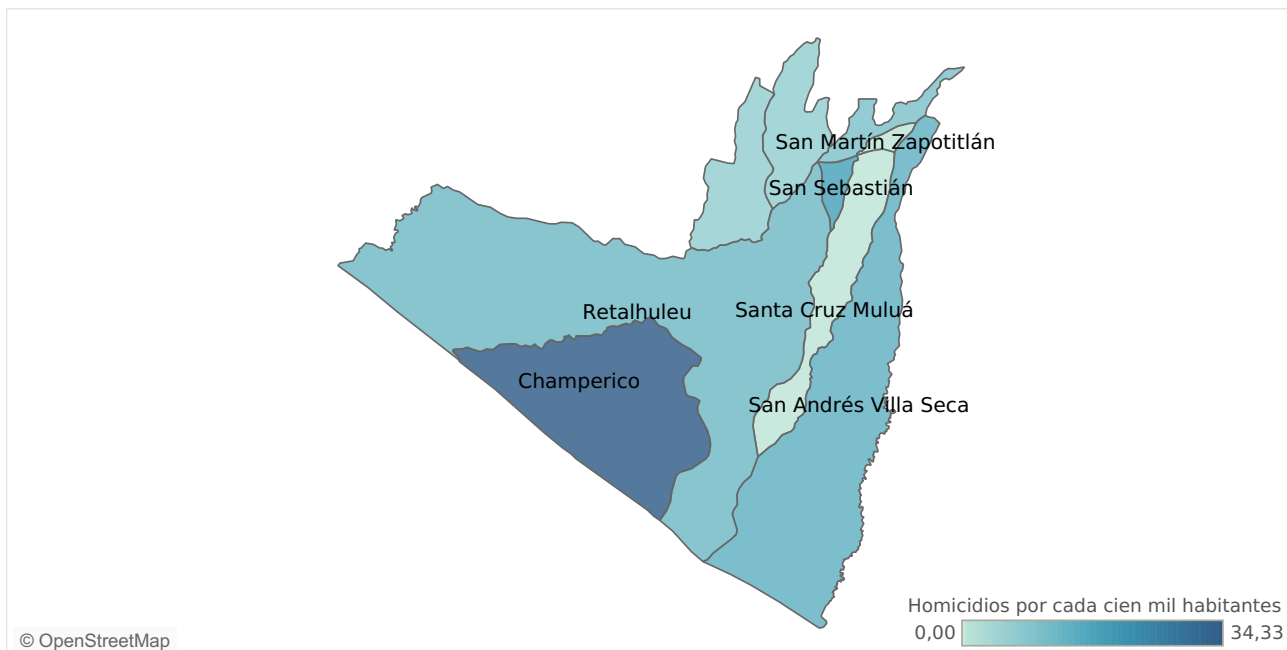 San Martín Zapotitlán
San Sebastián
Santa Cruz Muluá
Retalhuleu
Champerico
San Andrés Villa Seca
Homicidios por cada cien mil habitantes
0,00 34,33
© OpenStreetMap